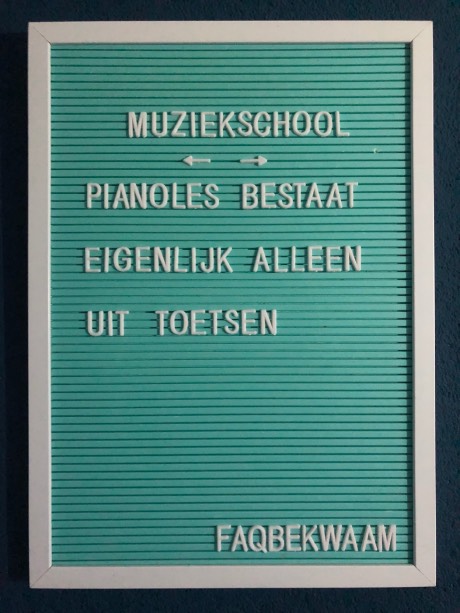 MUZIEKSCHOOL
← →
PIANOLES BESTAAT
EIGENLIJK ALLEEN
UIT TOETSEN
FAQBEKWAAM